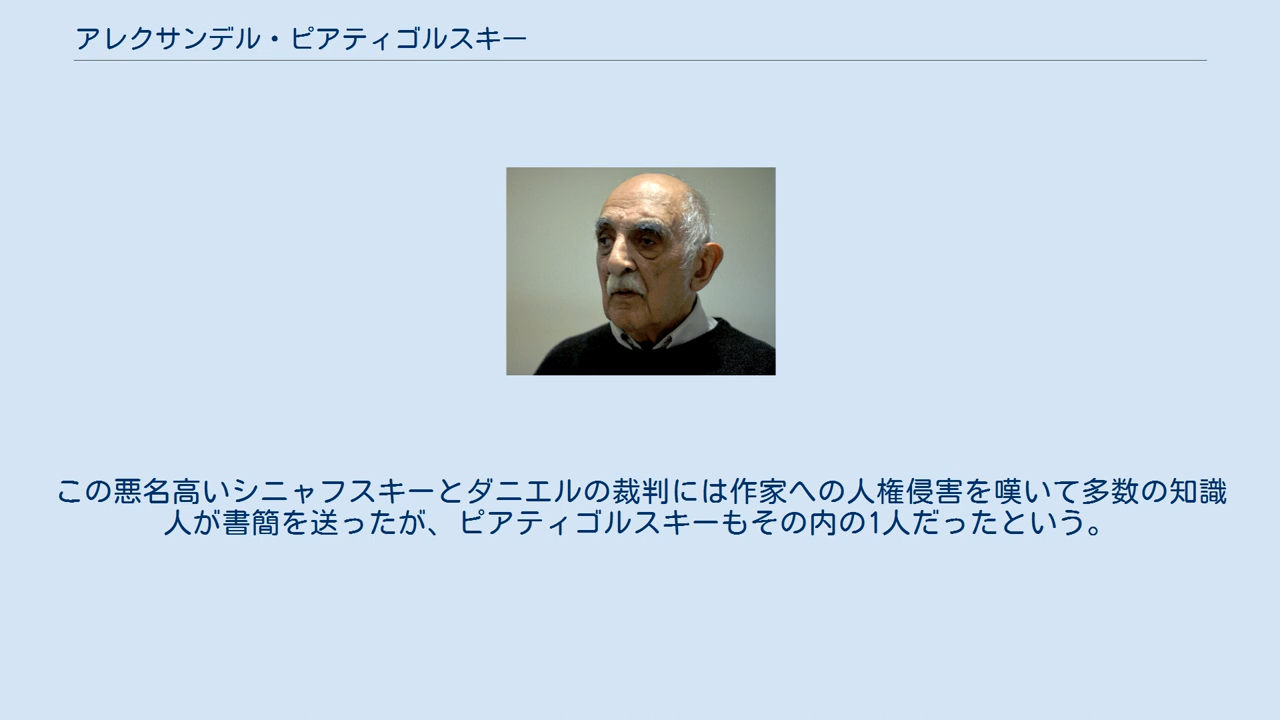 アレクサンデル・ピアティゴルスキー
この悪名高いシニャフスキーとダニエルの裁判には作家への人権侵害を嘆いて多数の知識
人が書簡を送ったが、ピアティゴルスキーもその内の1人だったという。